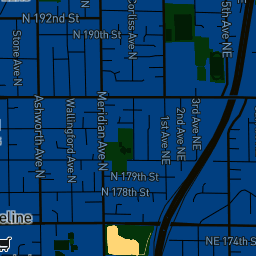 N 192nd St
N 190th St
Corliss Ave N
5th Ave NE
Stone Ave N
Ashworth Ave N
Wallingford Ave N
Meridian Ave N
1st Ave NE
2nd Ave NE
3rd Ave NE
N 179th St
N 178th St
eline
NE 174th St